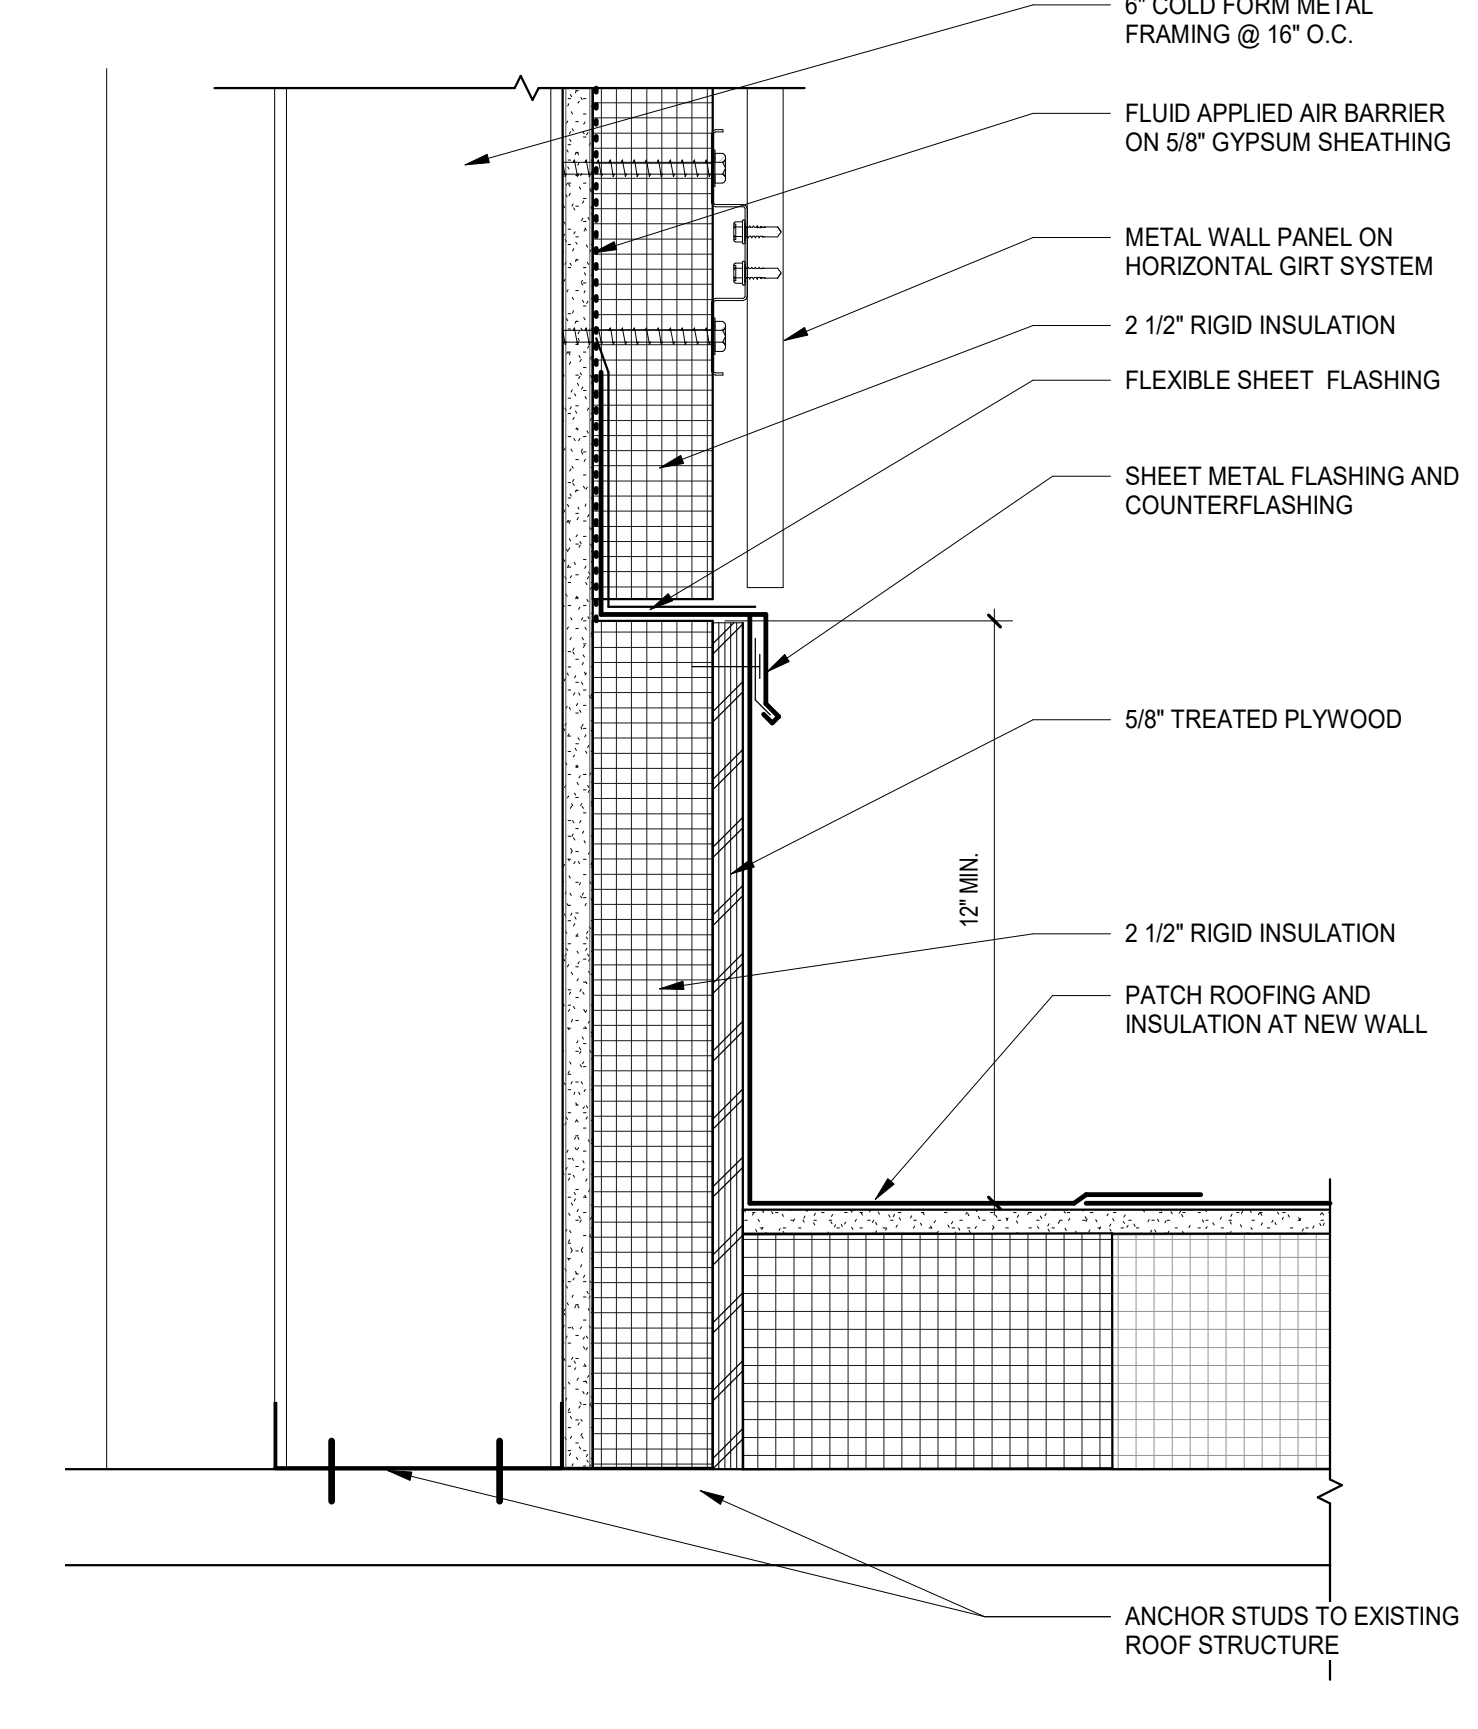 6" COLD FORM METAL
FRAMING @ 16" O.C.
FLUID APPLIED AIR BARRIER
ON 5/8" GYPSUM SHEATHING
METAL WALL PANEL ON
HORIZONTAL GIRT SYSTEM
2 1/2" RIGID INSULATION
FLEXIBLE SHEET FLASHING
SHEET METAL FLASHING AND
COUNTERFLASHING
5/8" TREATED PLYWOOD
12" MIN.
2 1/2" RIGID INSULATION
PATCH ROOFING AND
INSULATION AT NEW WALL
ANCHOR STUDS TO EXISTING
ROOF STRUCTURE